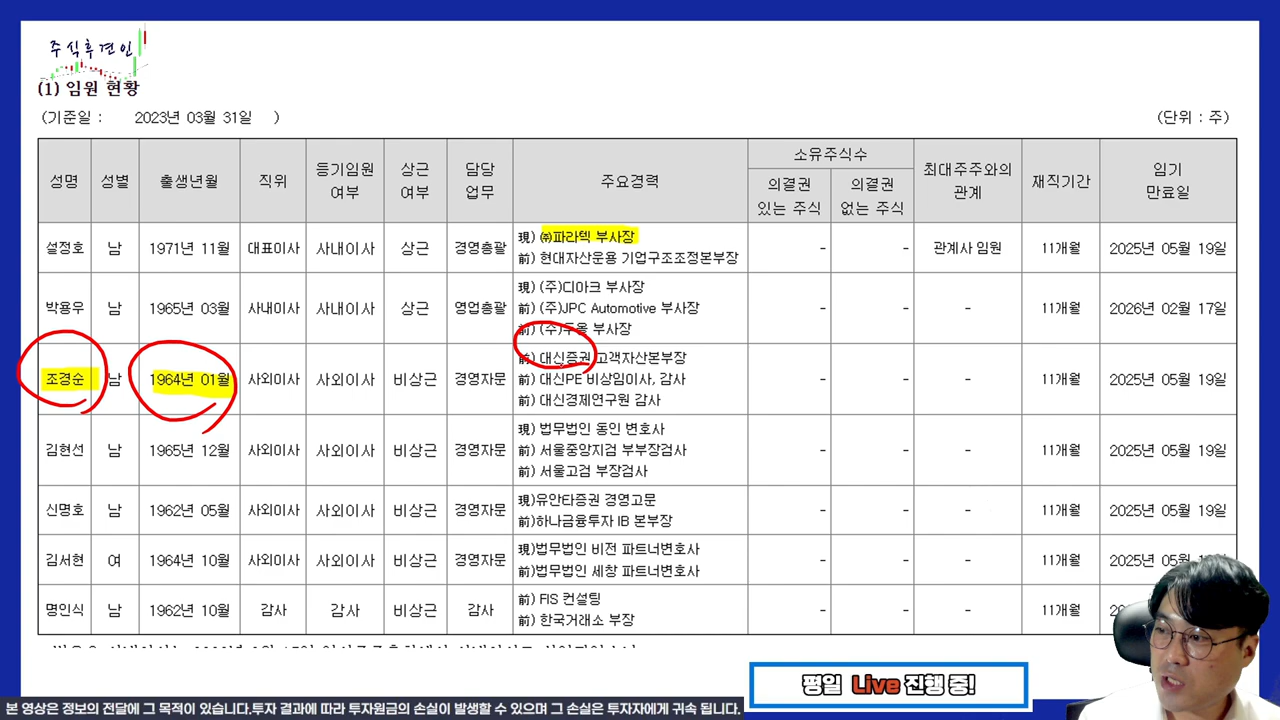 주식후견인
(1) 임원 현황
(기준일 : 2023년 03월 31일 ) (단위 : 주)
성명 성별 출생년월 직위 등기임원 여부 상근 여부 담당 업무 주요경력 소유주식수 최대주주와의 관계 재직기간 임기 만료일
의결권 있는 주식 의결권 없는 주식
설정호 남 1971년 11월 대표이사 사내이사 상근 경영총괄 現) ㈜파라텍 부사장 - - 관계사 임원 11개월 2025년 05월 19일
前) 현대자산운용 기업구조조정본부장
박용우 남 1965년 03월 사내이사 사내이사 상근 영업총괄 現) (주)디아크 부사장 - - - 11개월 2026년 02월 17일
前) (주)JPC Automotive 부사장
前) (주)두올 부사장
조경순 남 1964년 01월 사외이사 사외이사 비상근 경영자문 前) 대신증권 고객자산본부장 - - - 11개월 2025년 05월 19일
前) 대신PE 비상임이사, 감사
前) 대신경제연구원 감사
김현선 남 1965년 12월 사외이사 사외이사 비상근 경영자문 現) 법무법인 동인 변호사 - - - 11개월 2025년 05월 19일
前) 서울중앙지검 부부장검사
前) 서울고검 부장검사
신명호 남 1962년 05월 사외이사 사외이사 비상근 경영자문 現)유안타증권 경영고문 - - - 11개월 2025년 05월 19일
前)하나금융투자 IB 본부장
김서현 여 1964년 10월 사외이사 사외이사 비상근 경영자문 現)법무법인 비전 파트너변호사 - - - 11개월 2025년 05월
前)법무법인 세창 파트너변호사
명인식 남 1962년 10월 감사 감사 비상근 감사 前) FIS 컨설팅 - - - 11개월
前) 한국거래소 부장
평일 Live 진행 중!
본 영상은 정보의 전달에 그 목적이 있습니다.투자 결과에 따라 투자원금의 손실이 발생할 수 있으며 그 손실은 투자자에게 귀속 됩니다.